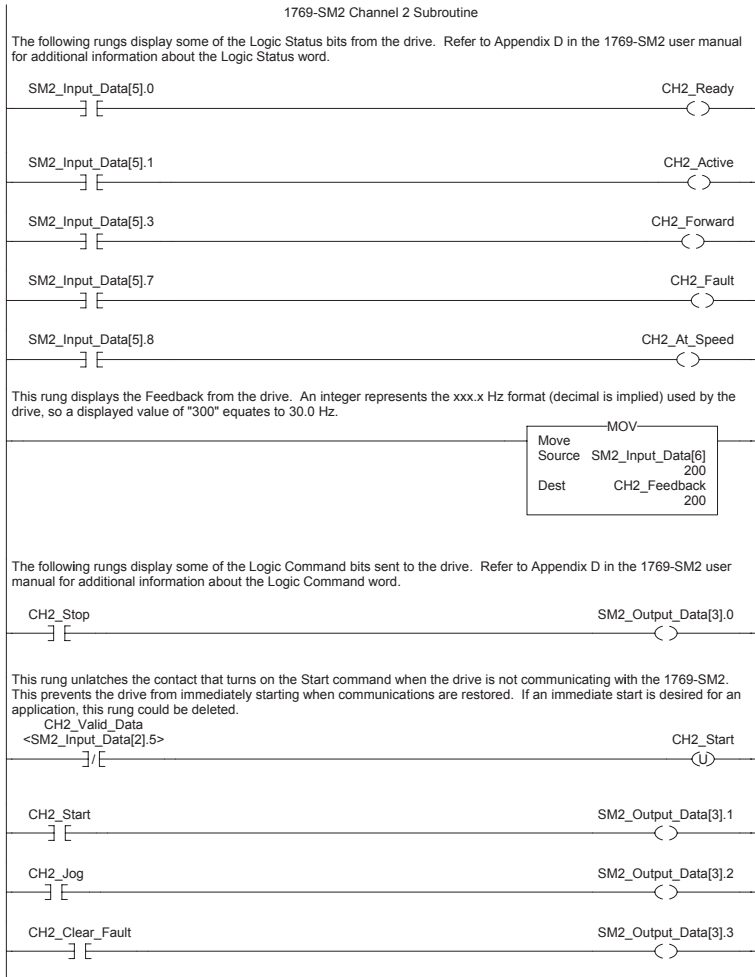 1769-SM2 Channel 2 Subroutine
The following rungs display some of the Logic Status bits from the drive. Refer to Appendix D in the 1769-SM2 user manual
for additional information about the Logic Status word.
SM2_Input_Data[5].0 CH2_Ready
SM2_Input_Data[5].1 CH2_Active
SM2_Input_Data[5].3 CH2_Forward
SM2_Input_Data[5].7 CH2_Fault
SM2_Input_Data[5].8 CH2_At_Speed
This rung displays the Feedback from the drive. An integer represents the xxx.x Hz format (decimal is implied) used by the
drive, so a displayed value of "300" equates to 30.0 Hz.
MOV
Move
Source SM2_Input_Data[6]
200
Dest CH2_Feedback
200
The following rungs display some of the Logic Command bits sent to the drive. Refer to Appendix D in the 1769-SM2 user
manual for additional information about the Logic Command word.
CH2_Stop SM2_Output_Data[3].0
This rung unlatches the contact that turns on the Start command when the drive is not communicating with the 1769-SM2.
This prevents the drive from immediately starting when communications are restored. If an immediate start is desired for an
application, this rung could be deleted.
CH2_Valid_Data
<SM2_Input_Data[2].5> CH2_Start
U
CH2_Start SM2_Output_Data[3].1
CH2_Jog SM2_Output_Data[3].2
CH2_Clear_Fault SM2_Output_Data[3].3